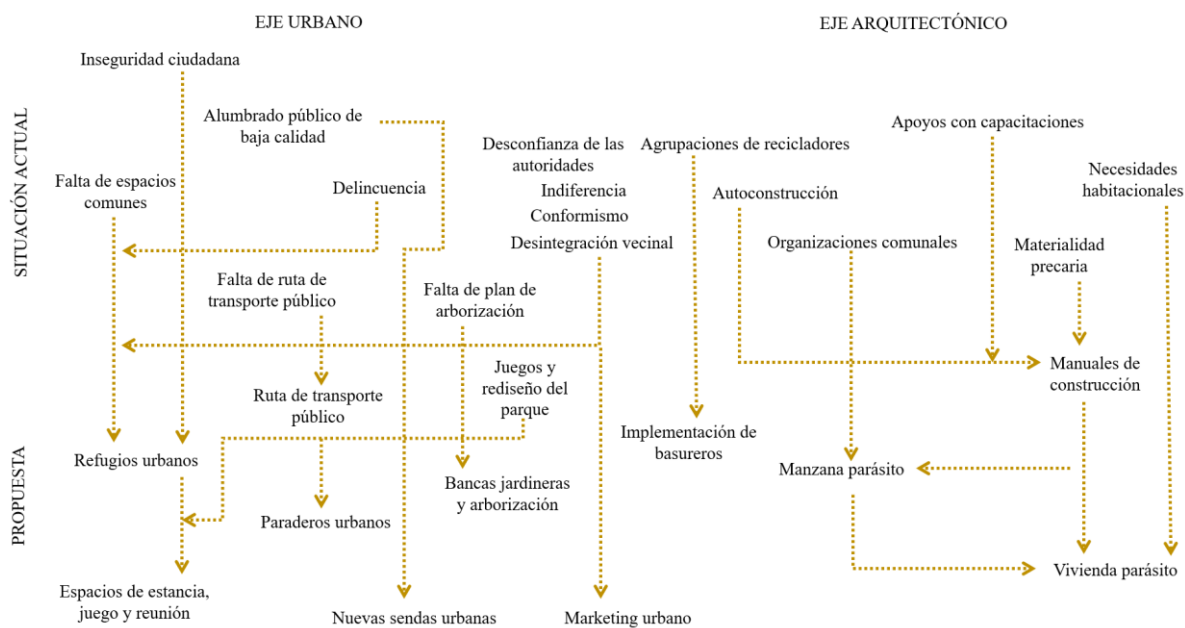 EJE URBANO
EJE ARQUITECTÓNICO
SITUACIÓN ACTUAL
PROPUESTA
Inseguridad ciudadana
Alumbrado público de
baja calidad
Falta de espacios
comunes
Delincuencia
Desconfianza de las
autoridades
Indiferencia
Conformismo
Desintegración vecinal
Falta de ruta de
transporte público
Falta de plan de
arborización
Juegos y
rediseño del
parque
Ruta de transporte
público
Refugios urbanos
Bancas jardineras
y arborización
Paraderos urbanos
Espacios de estancia,
juego y reunión
Nuevas sendas urbanas
Marketing urbano
Apoyos con capacitaciones
Agrupaciones de recicladores
Necesidades
habitacionales
Autoconstrucción
Organizaciones comunales
Materialidad
precaria
Manuales de
construcción
Implementación de
basureros
Manzana parásito
Vivienda parásito